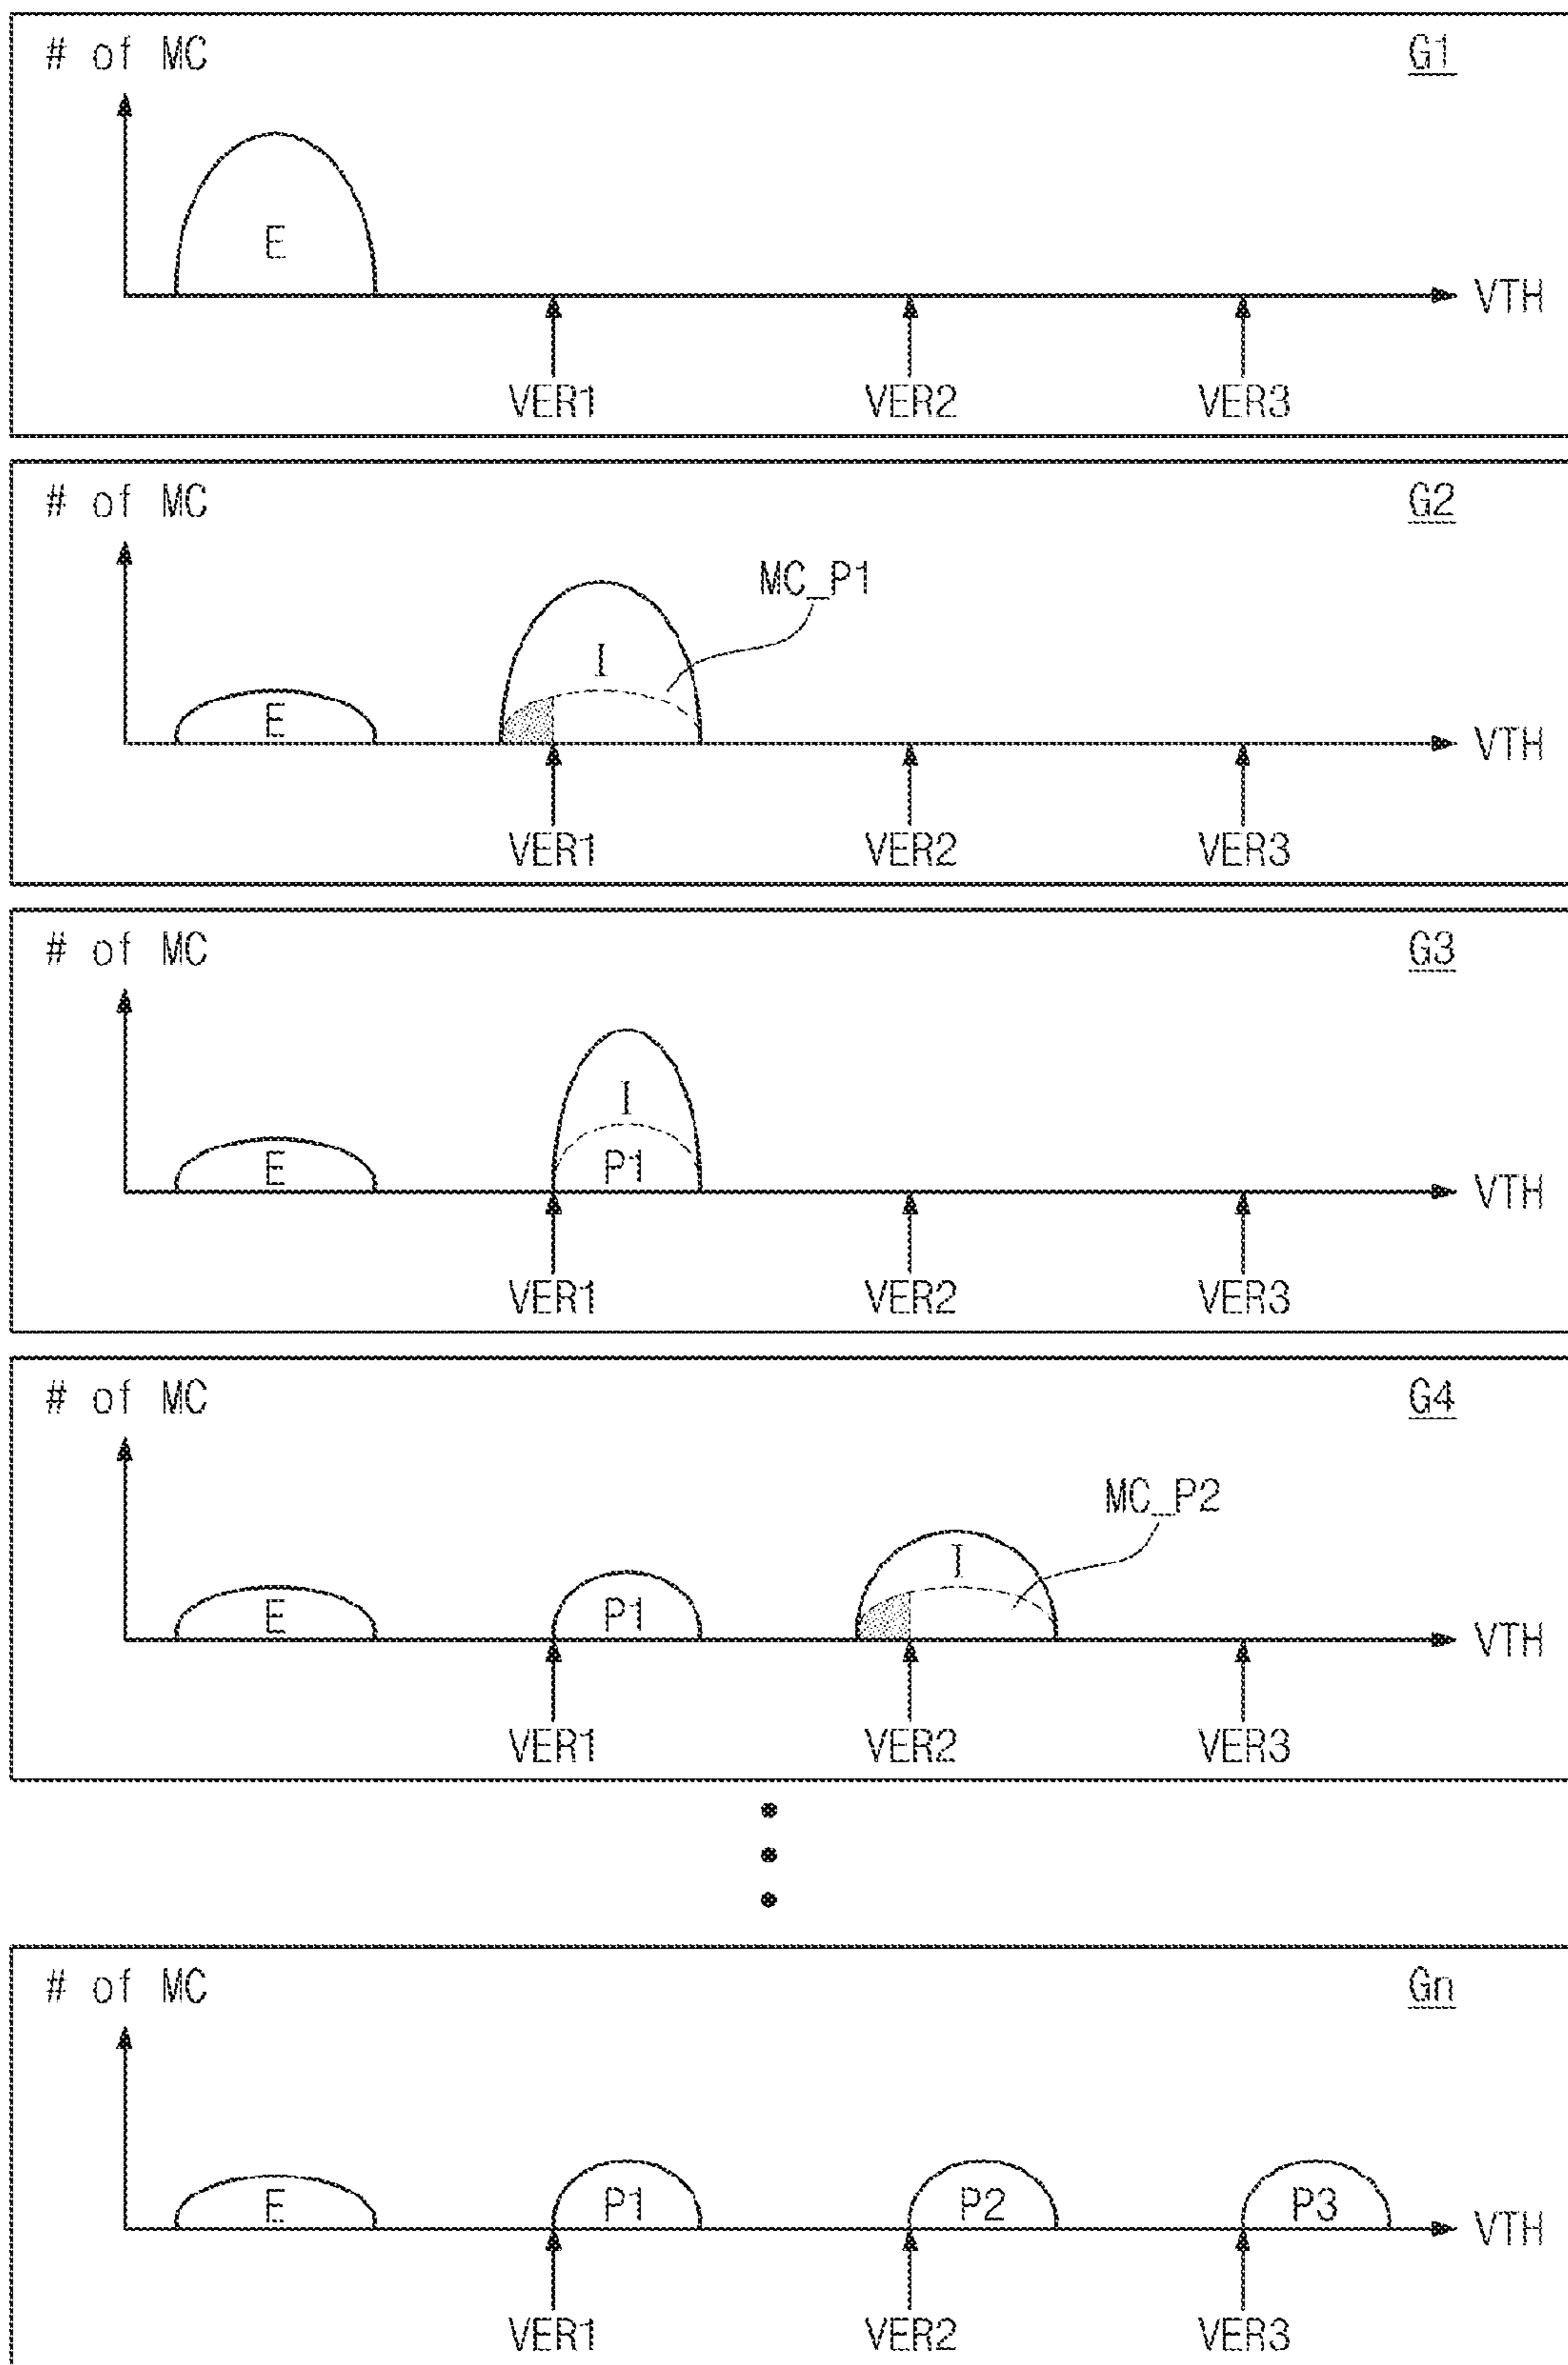 # of MC
G1
E
VTH
VER1 VER2 VER3
# of MC
G2
MC_P1
I
E
VTH
VER1 VER2 VER3
# of MC
G3
I
E P1
VTH
VER1 VER2 VER3
# of MC
G4
MC_P2
I
E P1
VTH
VER1 VER2 VER3
# of MC
Gn
E P1 P2 P3
VTH
VER1 VER2 VER3